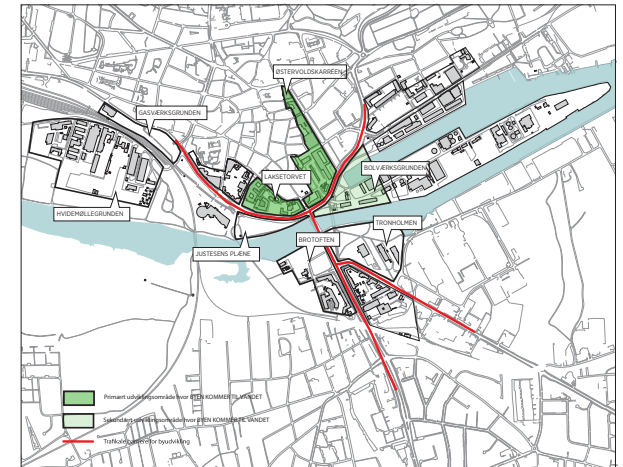 ØSTERVOLDSKARRÉEN
GASVÆRKSGRUNDEN
LAKSETORVET
BOLVÆRKSGRUNDEN
HVIDEMØLLEGRUNDEN
TRONHOLMEN
BROTOFTEN
JUSTESENS PLÆNE
Primært udviklingsområde hvor BYEN KOMMER TIL VANDET
Sekundært udviklingsområde hvor BYEN KOMMER TIL VANDET
Trafikale barriere for byudvikling